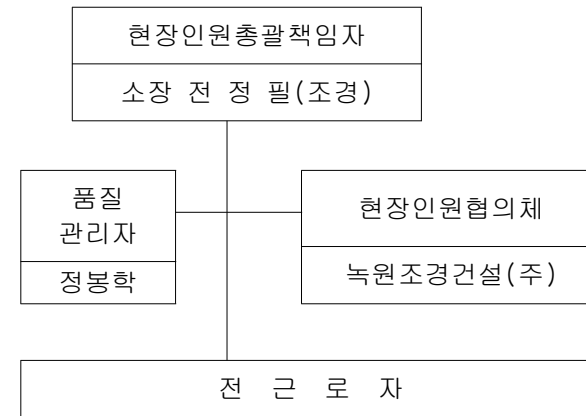 현장인원총괄책임자
소장 전 정 필(조경)
품질
관리자
정봉학
현장인원협의체
녹원조경건설(주)
전 근 로 자